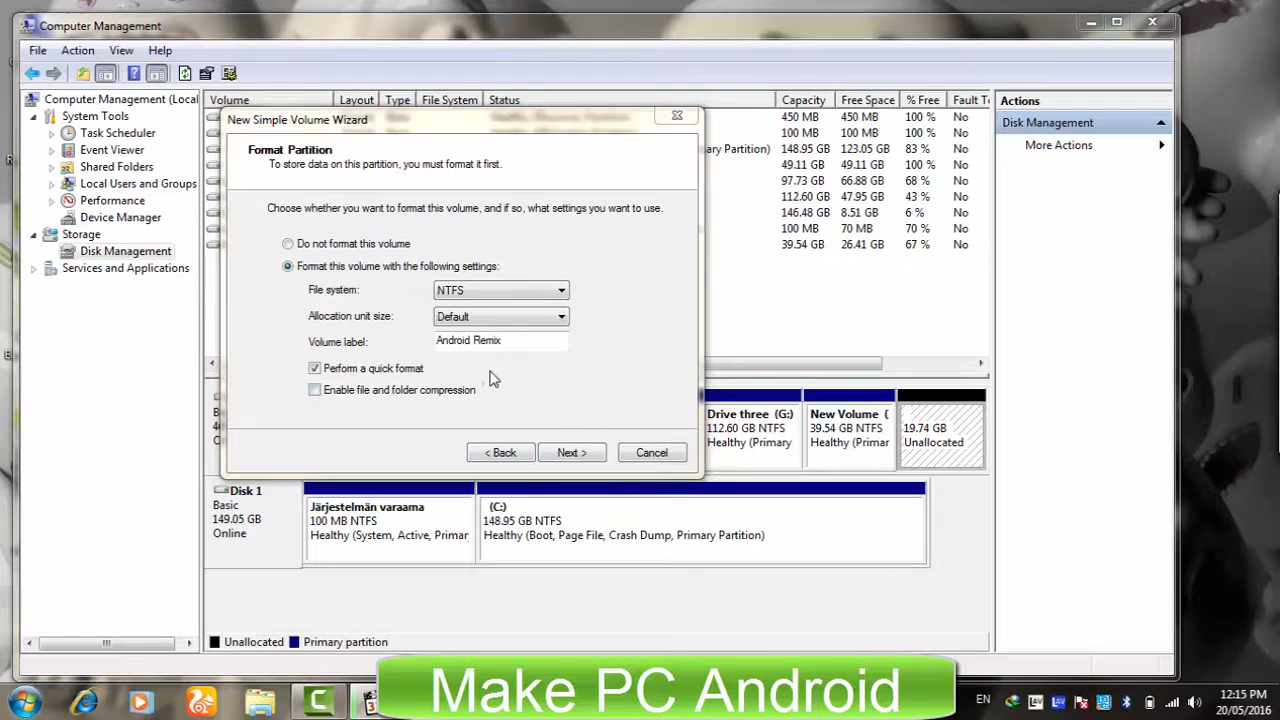 Computer Management
File Action View Help
Computer Management (Local
System Tools
Task Scheduler
Event Viewer
Shared Folders
Local Users and Groups
Performance
Device Manager
Storage
Disk Management
Services and Applications
Volume Layout Type File System Status Capacity Free Space % Free Fault T
450 MB 450 MB 100 % No
100 MB 100 MB 100 % No
ary Partition) 148.95 GB 123.05 GB 83 % No
49.11 GB 49.11 GB 100 % No
97.73 GB 66.88 GB 68 % No
112.60 GB 47.95 GB 43 % No
146.48 GB 8.51 GB 6 % No
100 MB 70 MB 70 % No
39.54 GB 26.41 GB 67 % No
Actions
Disk Management
More Actions
New Simple Volume Wizard
Format Partition
To store data on this partition, you must format it first.
Choose whether you want to format this volume, and if so, what settings you want to use.
Do not format this volume
Format this volume with the following settings:
File system: NTFS
Allocation unit size: Default
Volume label: Android Remix
Perform a quick format
Enable file and folder compression
< Back Next > Cancel
Drive three (G:)
112.60 GB NTFS
Healthy (Primary
New Volume (
39.54 GB NTFS
Healthy (Primar
19.74 GB
Unallocated
Disk 1
Basic
149.05 GB
Online
Järjestelmän varaama
100 MB NTFS
Healthy (System, Active, Primar
(C:)
148.95 GB NTFS
Healthy (Boot, Page File, Crash Dump, Primary Partition)
Unallocated Primary partition
Make PC Android
EN
12:15 PM
20/05/2016